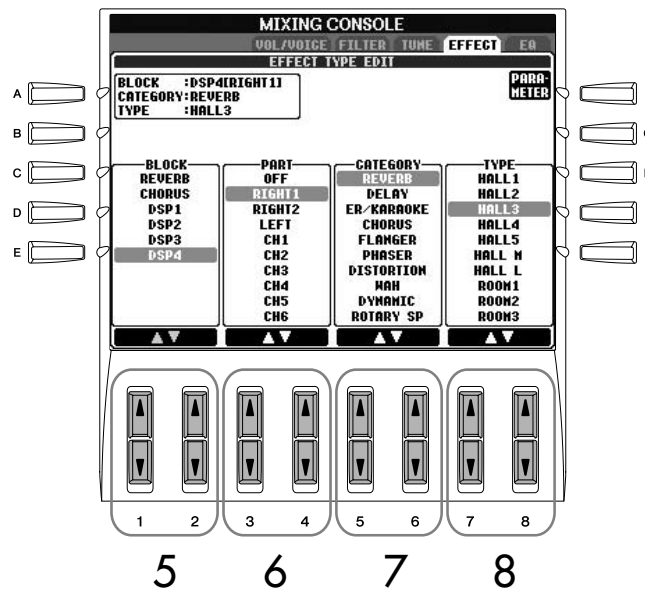 MIXING CONSOLE
VOL/VOICE FILTER TUNE EFFECT EQ
EFFECT TYPE EDIT
BLOCK :DSP4[RIGHT1]
CATEGORY:REVERB
TYPE :HALL3
PARA-
METER
A
B
C
D
E
BLOCK
REVERB
CHORUS
DSP1
DSP2
DSP3
DSP4
PART
OFF
RIGHT1
RIGHT2
LEFT
CH1
CH2
CH3
CH4
CH5
CH6
CATEGORY
REVERB
DELAY
ER/KARAOKE
CHORUS
FLANGER
PHASER
DISTORTION
WAH
DYNAMIC
ROTARY SP
TYPE
HALL1
HALL2
HALL3
HALL4
HALL5
HALL M
HALL L
ROOM1
ROOM2
ROOM3
1 2 3 4 5 6 7 8
5 6 7 8